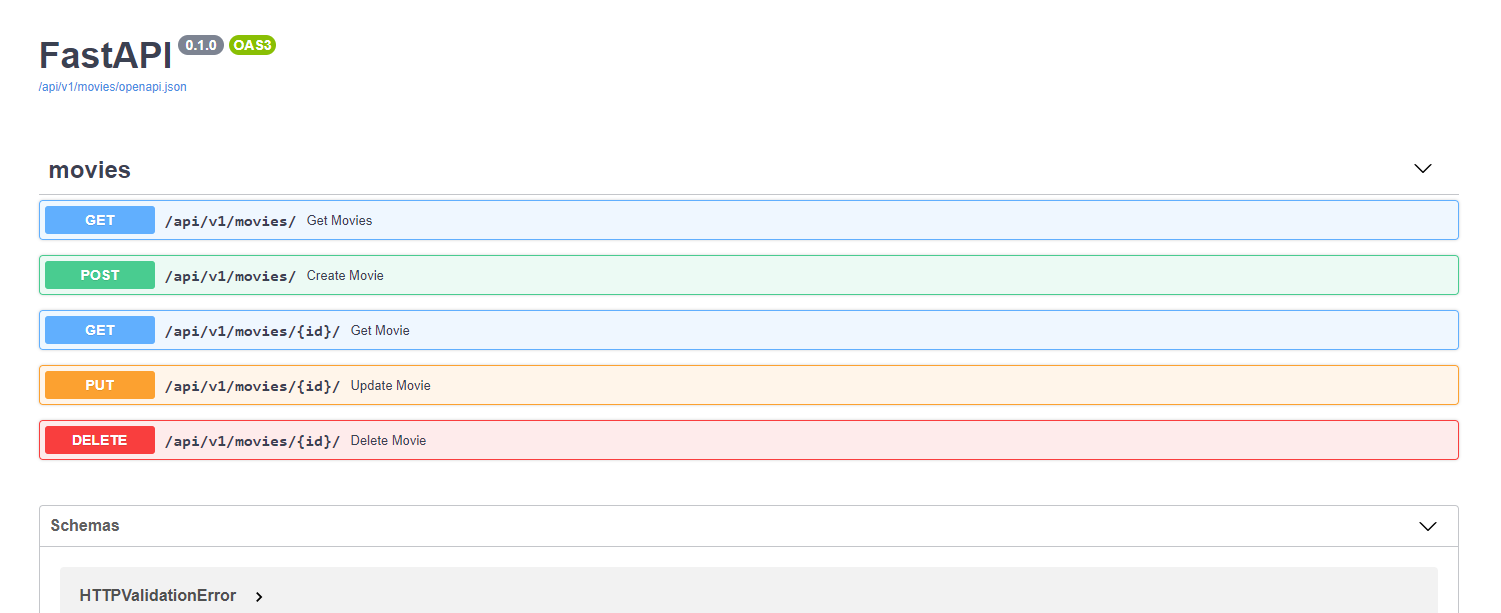 FastAPI 0.1.0 OAS3
/api/v1/movies/openapi.json
movies
GET /api/v1/movies/ Get Movies
POST /api/v1/movies/ Create Movie
GET /api/v1/movies/{id}/ Get Movie
PUT /api/v1/movies/{id}/ Update Movie
DELETE /api/v1/movies/{id}/ Delete Movie
Schemas
HTTPValidationError